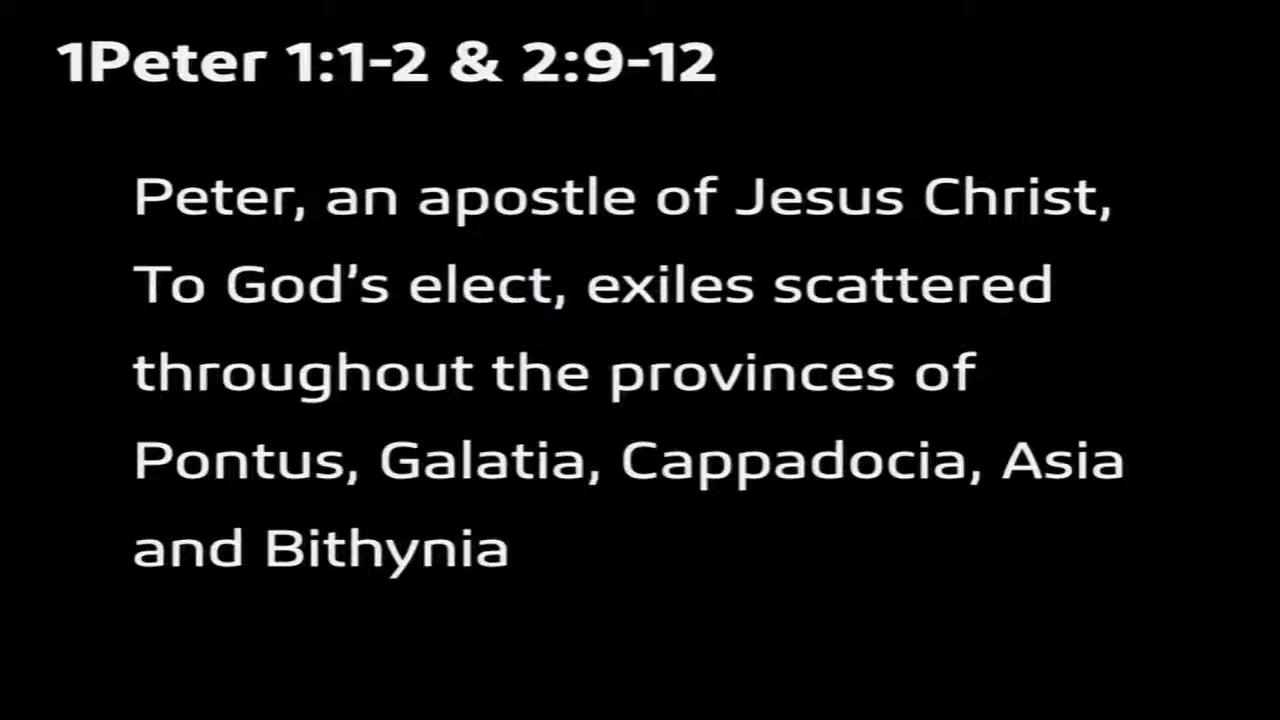 1Peter 1:1-2 & 2:9-12
Peter, an apostle of Jesus Christ,
To God’s elect, exiles scattered
throughout the provinces of
Pontus, Galatia, Cappadocia, Asia
and Bithynia